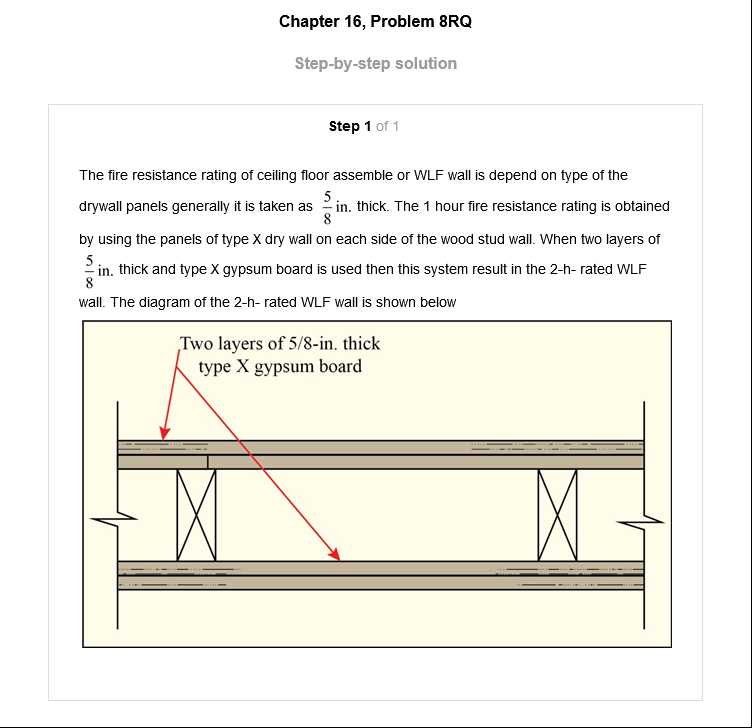 Chapter 16, Problem 8RQ
Step-by-step solution
Step 1 of 1
The fire resistance rating of ceiling floor assemble or WLF wall is depend on type of the
drywall panels generally it is taken as 5/8 in. thick. The 1 hour fire resistance rating is obtained
by using the panels of type X dry wall on each side of the wood stud wall. When two layers of
5/8 in. thick and type X gypsum board is used then this system result in the 2-h- rated WLF
wall. The diagram of the 2-h- rated WLF wall is shown below
Two layers of 5/8-in. thick
type X gypsum board